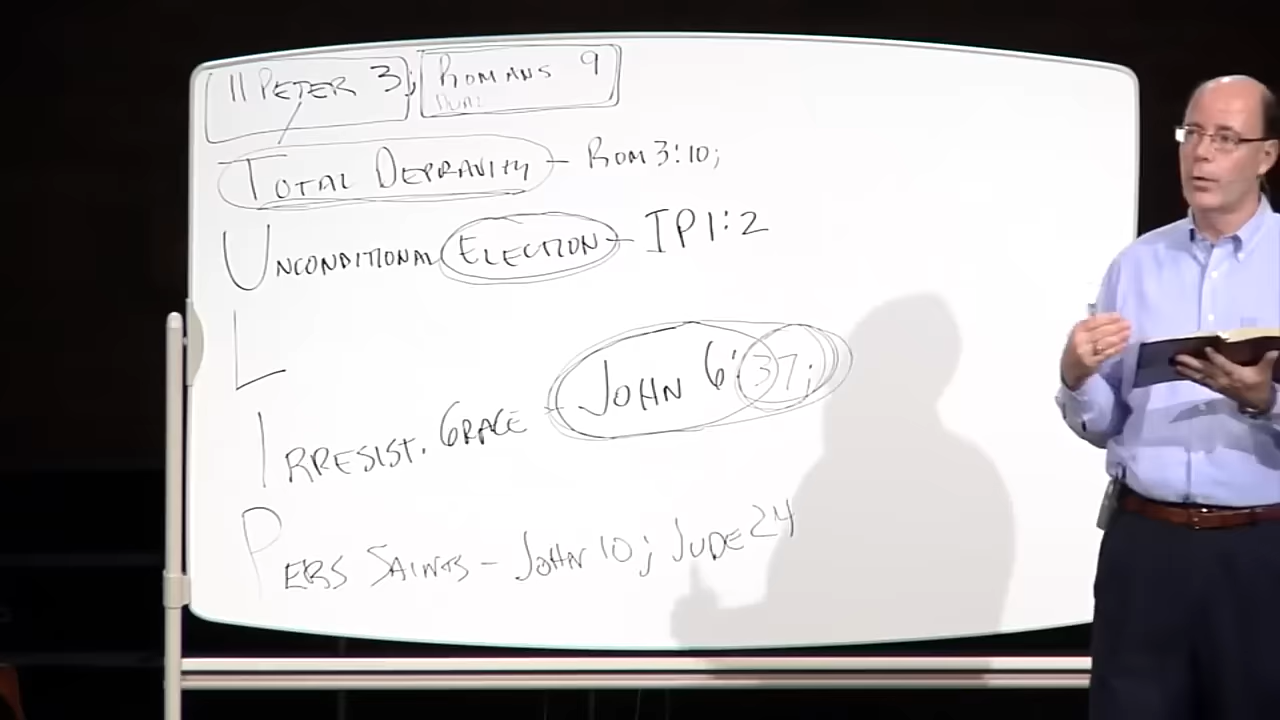 II PETER 3; ROMANS 9
TOTAL DEPRAVITY - ROM 3:10;
UNCONDITIONAL ELECTION - I P 1:2
L
IRRESIST. GRACE - JOHN 6:37;
PERS SAINTS - JOHN 10; JUDE 24